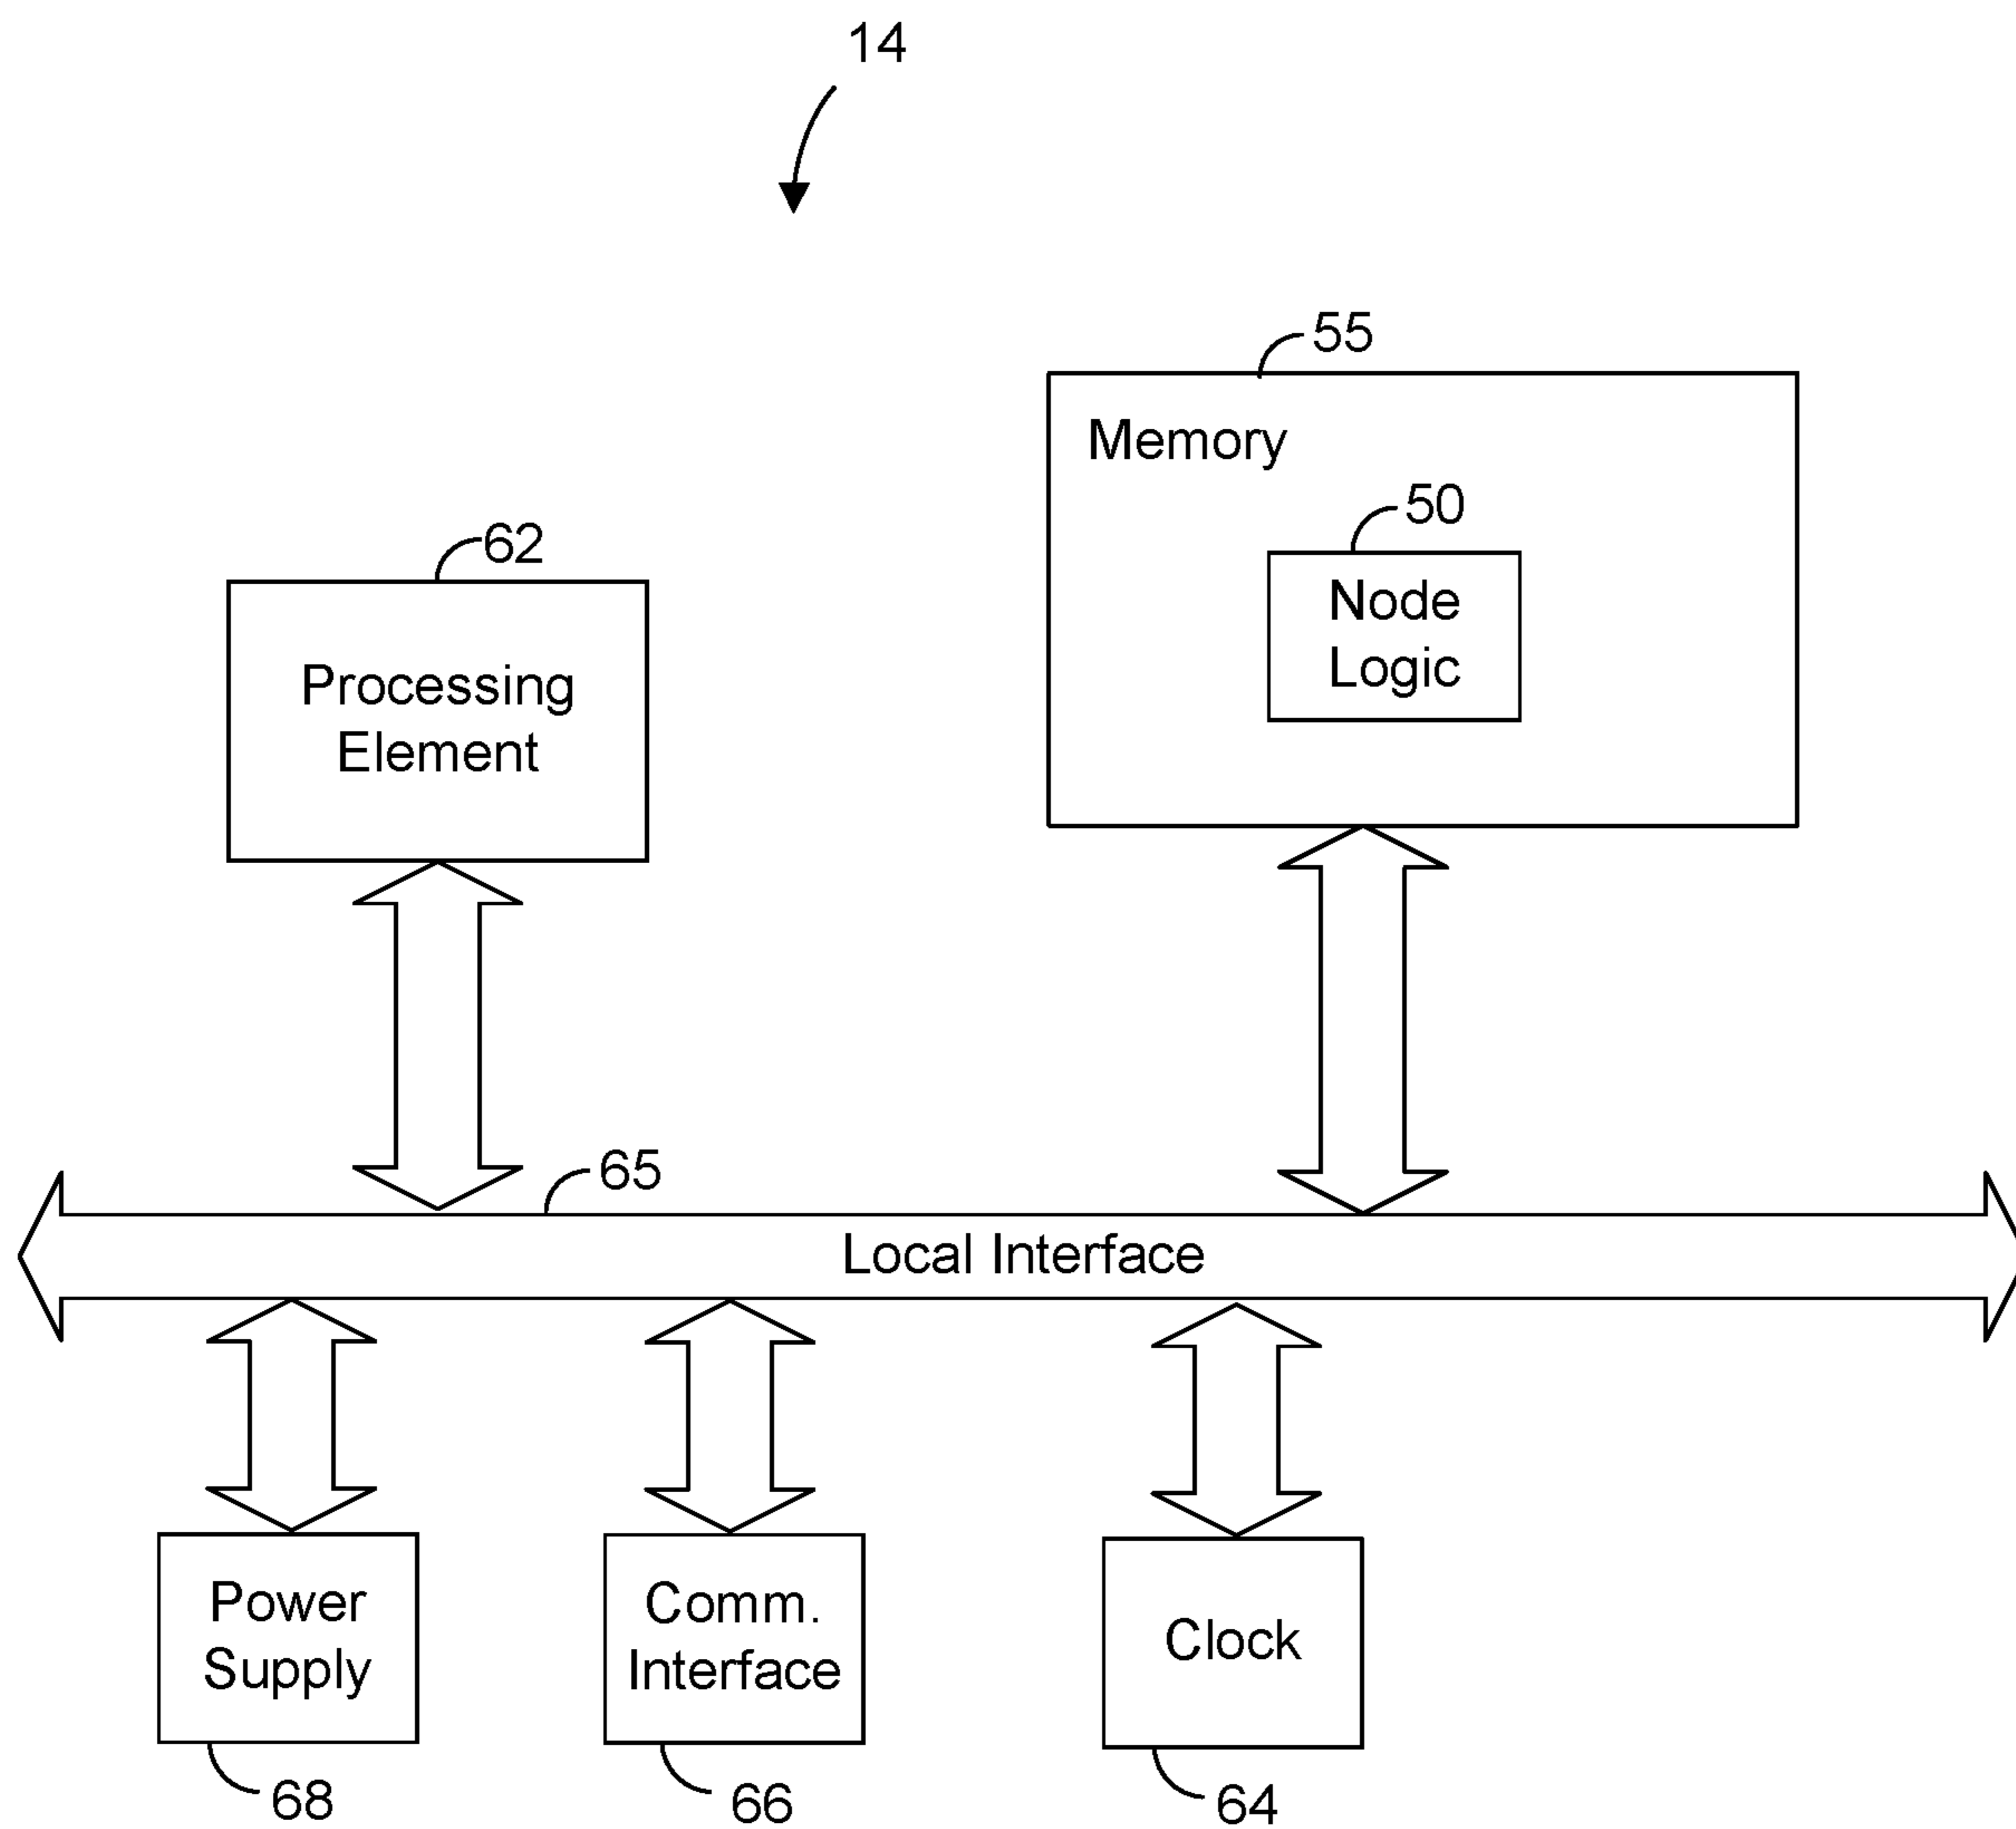 14
55
Memory
50
Node
Logic
62
Processing
Element
65
Local Interface
Power
Supply
68
Comm.
Interface
66
Clock
64